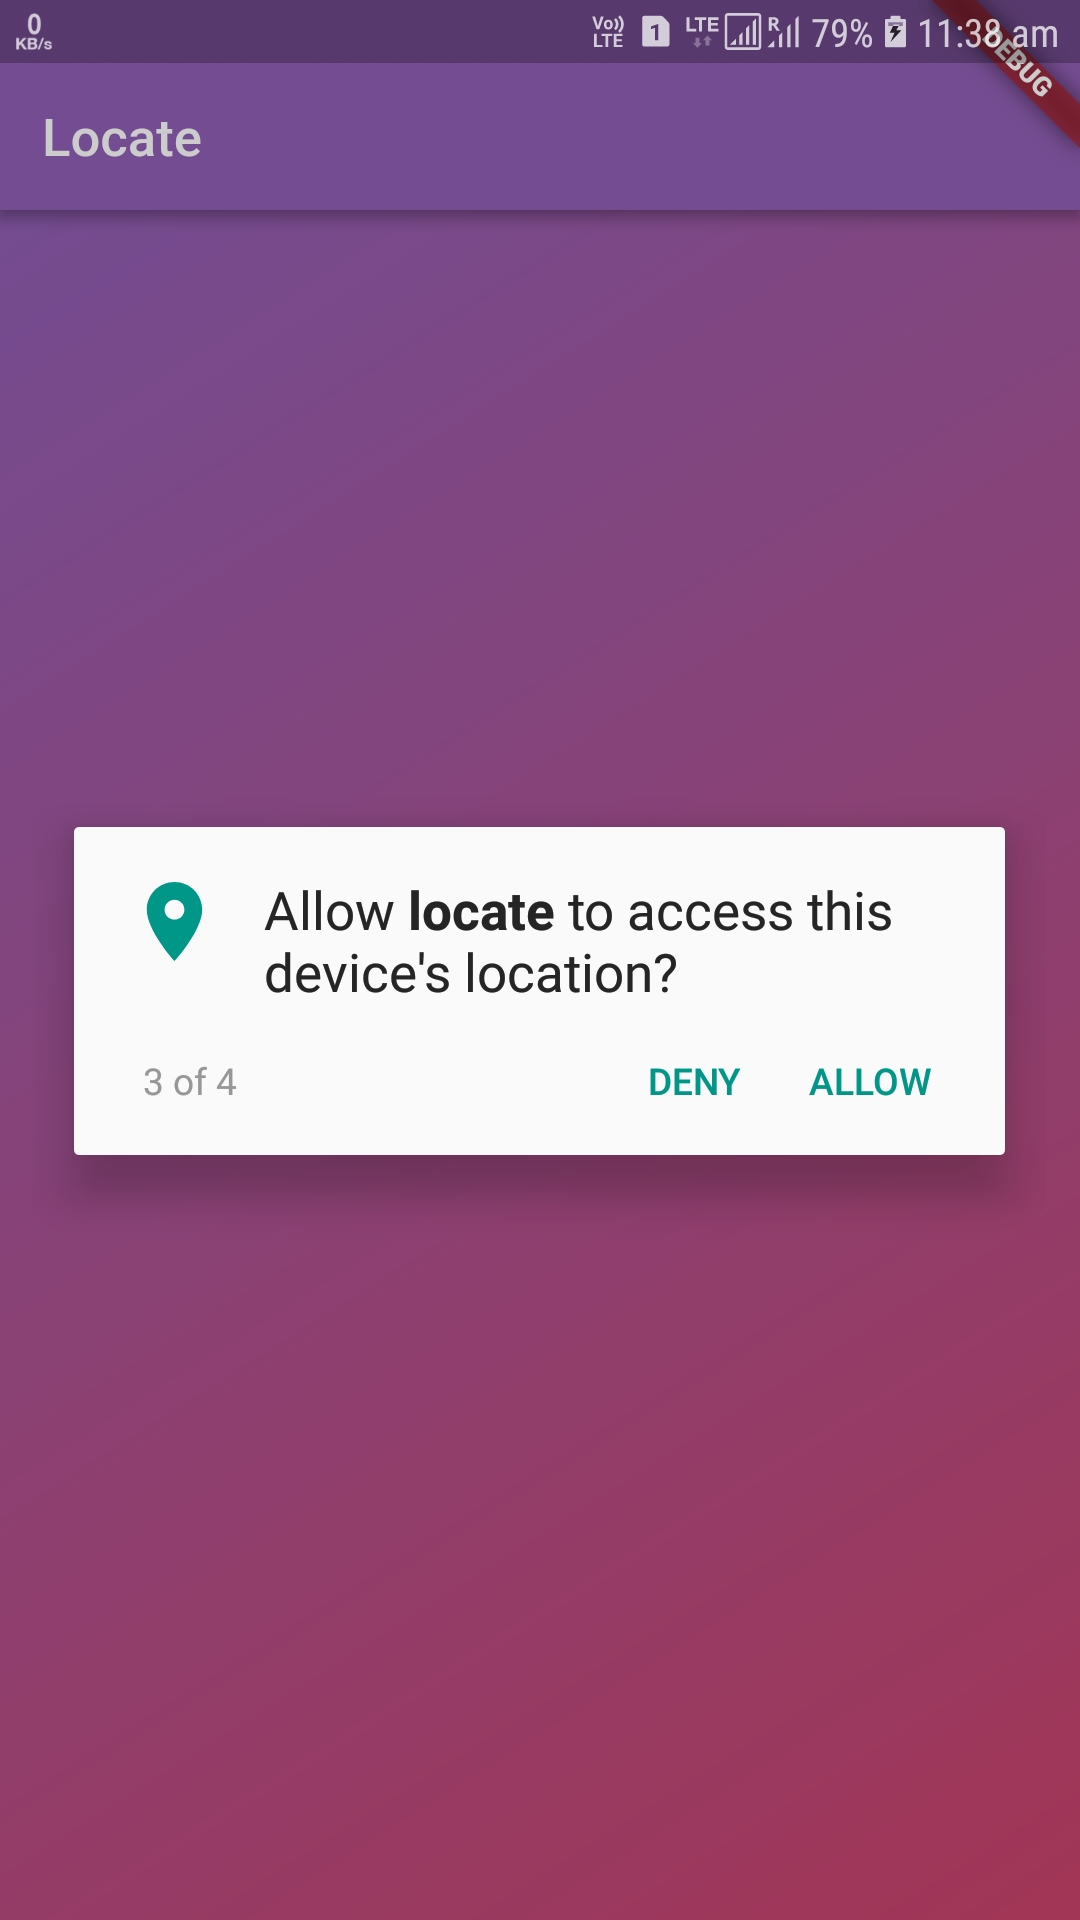 0
KB/s
Vo))
LTE
1
LTE
R
79%
11:38 am
DEBUG
Locate
Allow locate to access this
device's location?
3 of 4
DENY
ALLOW